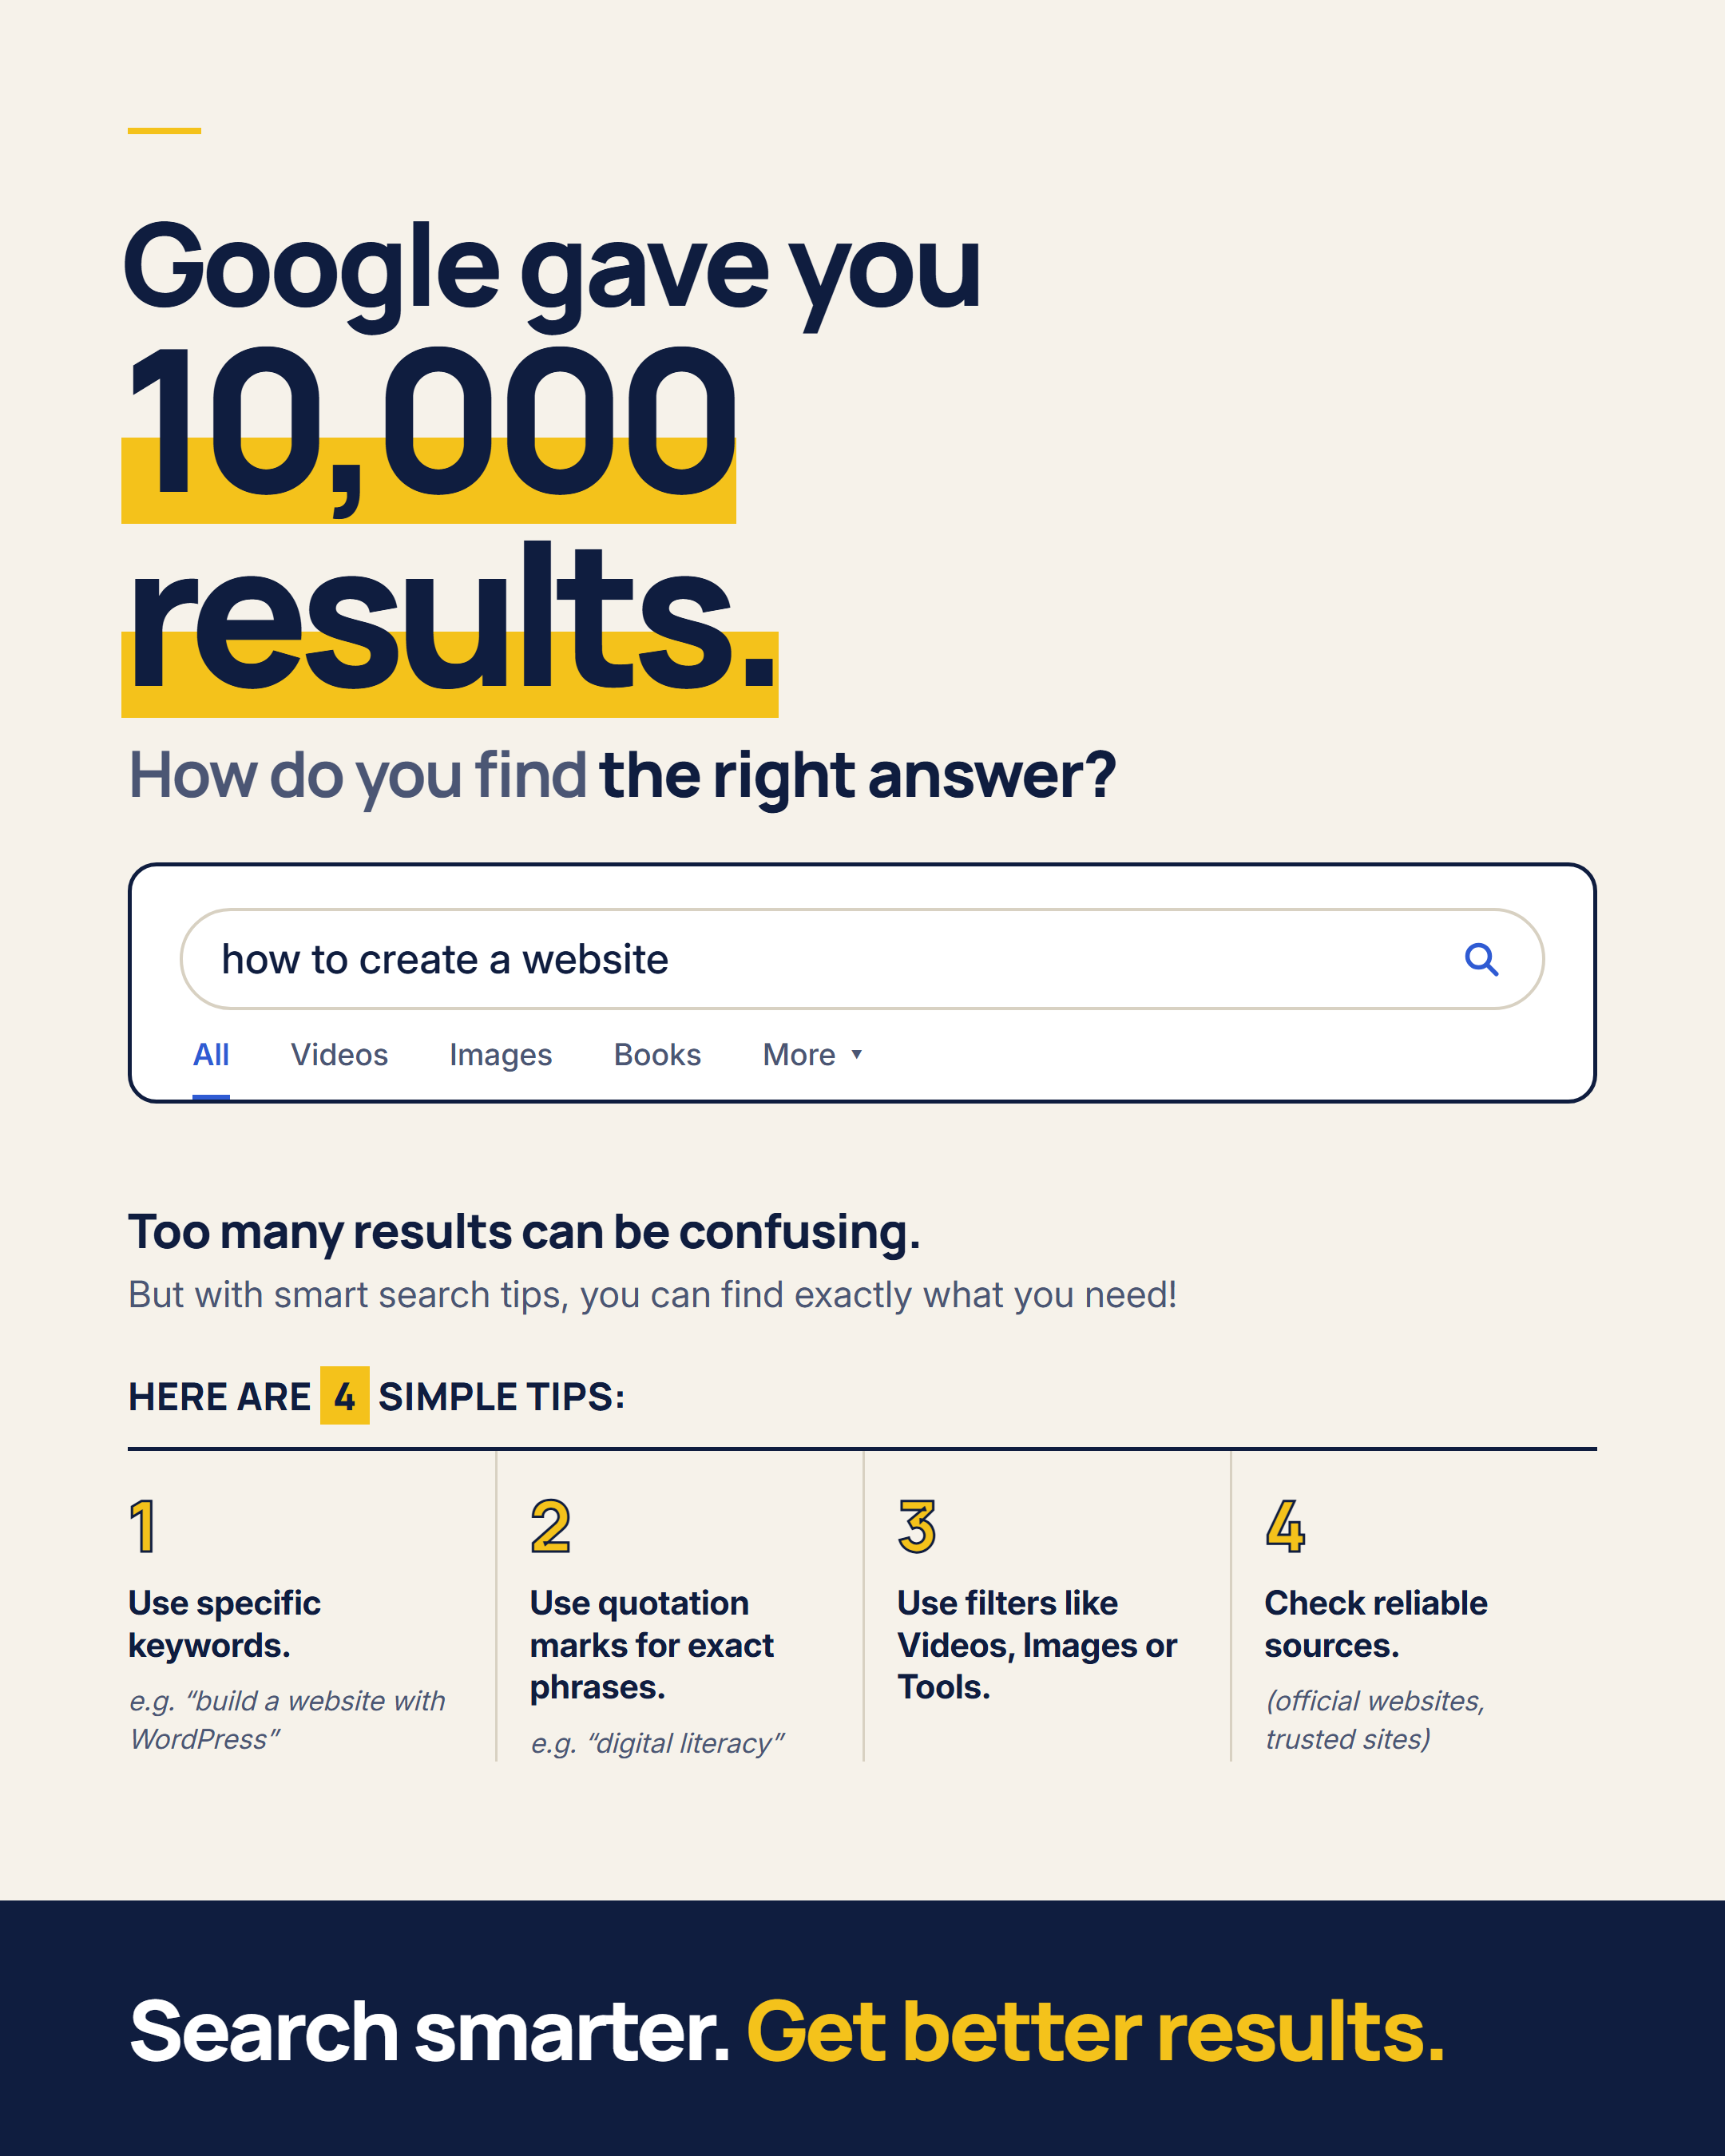 Google gave you
10,000
results.
How do you find the right answer?
how to create a website
All Videos Images Books More ▼
Too many results can be confusing.
But with smart search tips, you can find exactly what you need!
HERE ARE 4 SIMPLE TIPS:
1
Use specific
keywords.
e.g. “build a website with
WordPress”
2
Use quotation
marks for exact
phrases.
e.g. “digital literacy”
3
Use filters like
Videos, Images or
Tools.
4
Check reliable
sources.
(official websites,
trusted sites)
Search smarter. Get better results.